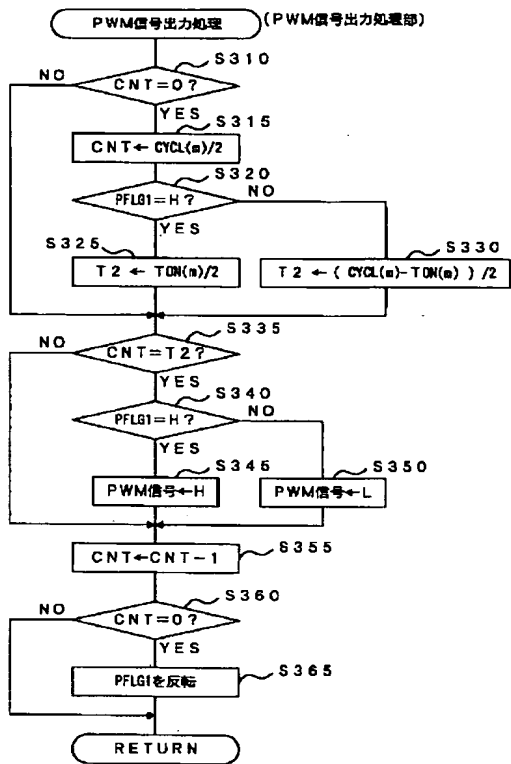 PWM信号出力処理 (PWM信号出力処理部)
S310
NO CNT=0?
YES S315
CNT←CYCL(m)/2
S320
PFLG1=H? NO
S325 YES S330
T2←TON(m)/2 T2←(CYCL(m)-TON(m))/2
S335
NO CNT=T2?
YES S340
PFLG1=H? NO
YES S345 S350
PWM信号←H PWM信号←L
CNT←CNT-1 S355
S360
NO CNT=0?
YES
PFLG1を反転 S365
RETURN